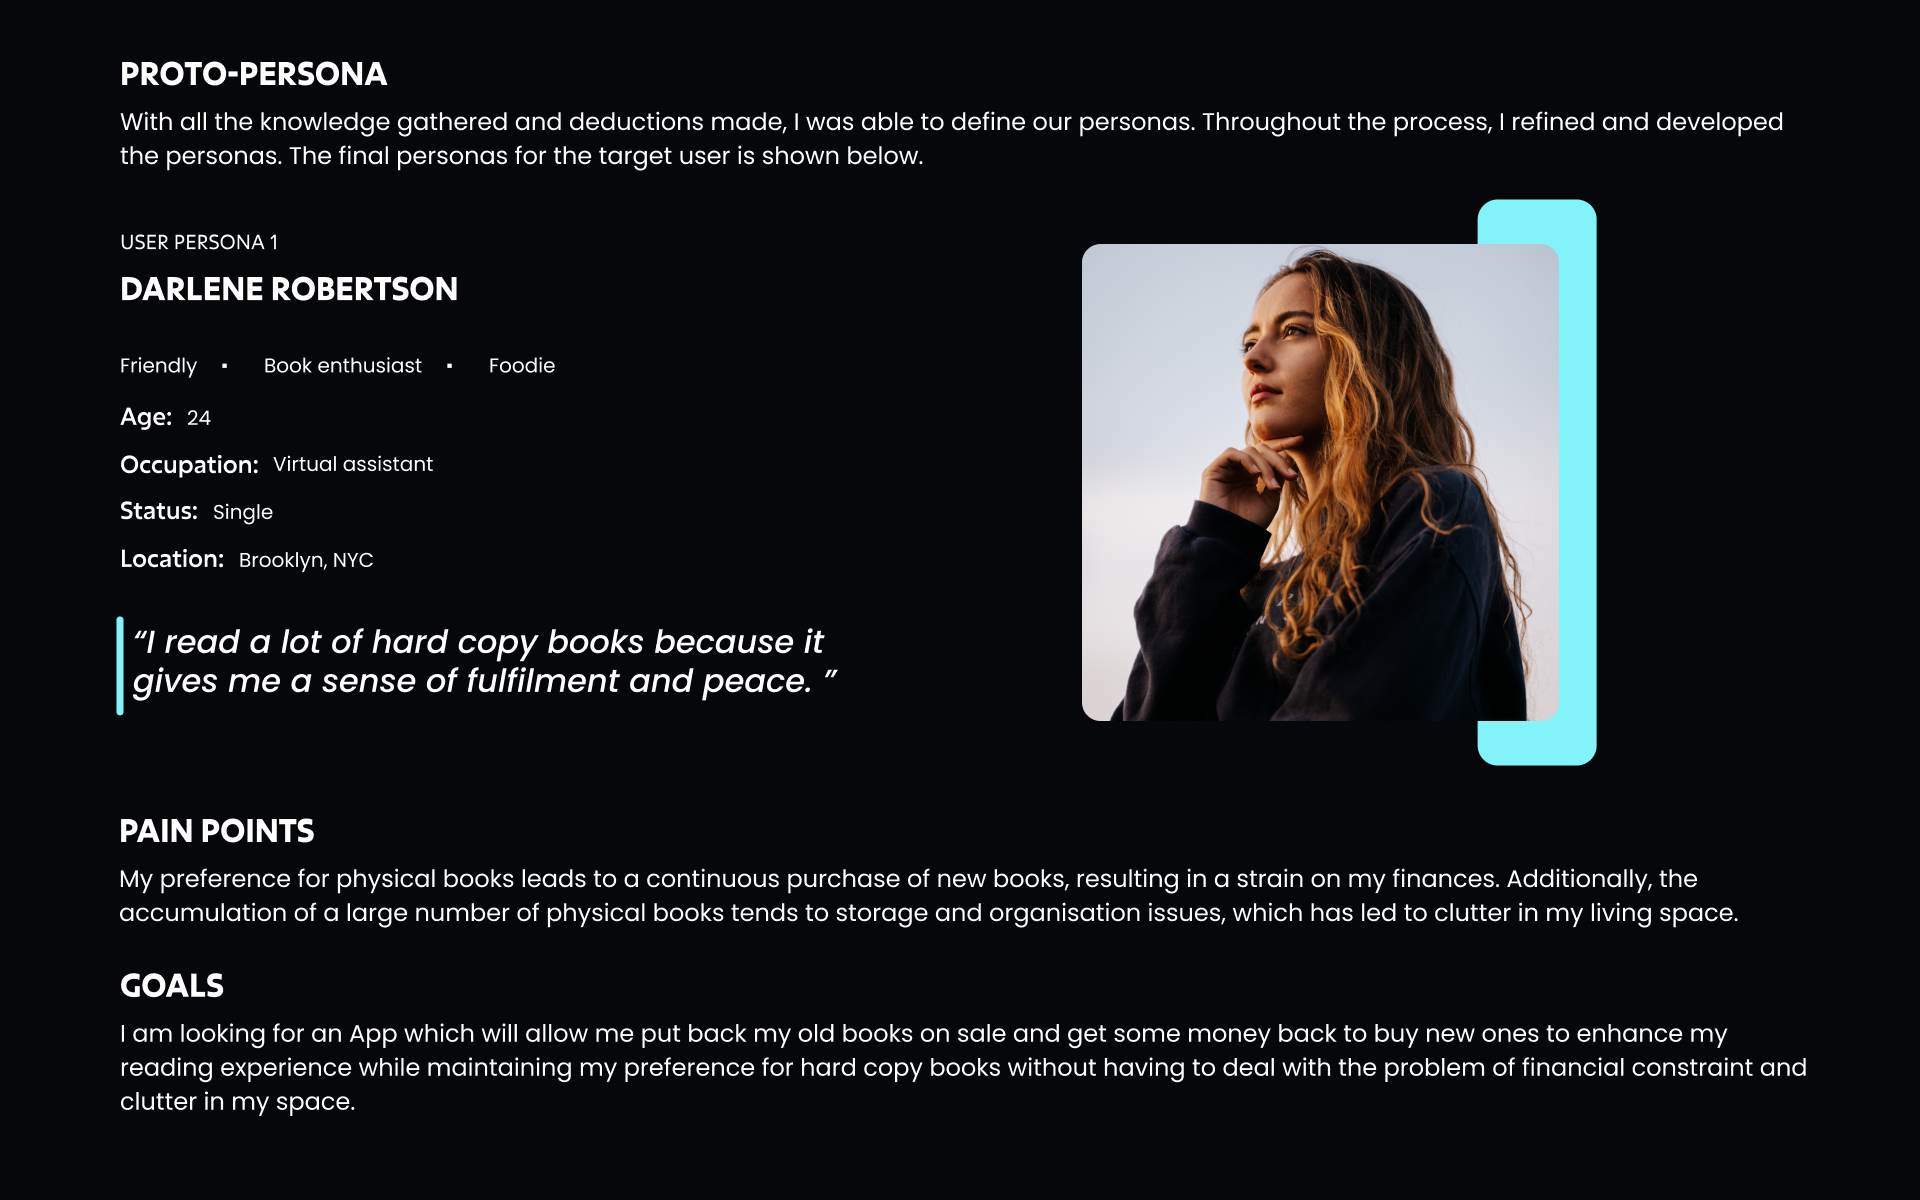 PROTO-PERSONA
With all the knowledge gathered and deductions made, I was able to define our personas. Throughout the process, I refined and developed
the personas. The final personas for the target user is shown below.
USER PERSONA 1
DARLENE ROBERTSON
Friendly ▪ Book enthusiast ▪ Foodie
Age: 24
Occupation: Virtual assistant
Status: Single
Location: Brooklyn, NYC
“I read a lot of hard copy books because it
gives me a sense of fulfilment and peace. ”
PAIN POINTS
My preference for physical books leads to a continuous purchase of new books, resulting in a strain on my finances. Additionally, the
accumulation of a large number of physical books tends to storage and organisation issues, which has led to clutter in my living space.
GOALS
I am looking for an App which will allow me put back my old books on sale and get some money back to buy new ones to enhance my
reading experience while maintaining my preference for hard copy books without having to deal with the problem of financial constraint and
clutter in my space.